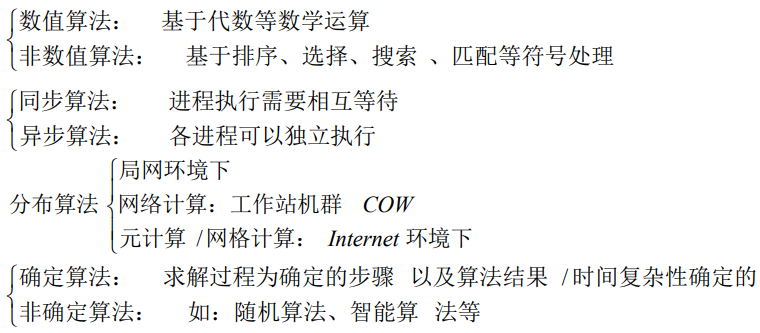 数值算法： 基于代数等数学运算
非数值算法： 基于排序、选择、搜索 、匹配等符号处理
同步算法： 进程执行需要相互等待
异步算法： 各进程可以独立执行
局网环境下
分布算法 网络计算：工作站机群 COW
元计算 /网格计算： Internet 环境下
确定算法： 求解过程为确定的步骤 以及算法结果 /时间复杂性确定的
非确定算法： 如：随机算法、智能算 法等